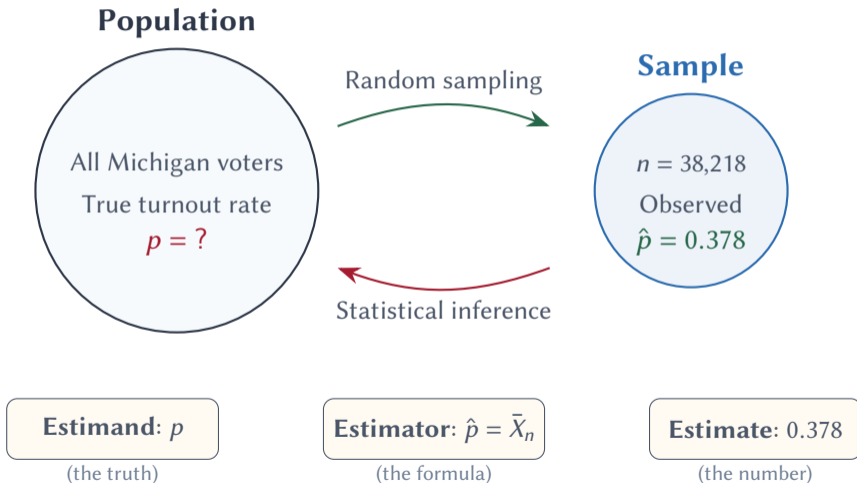 Population
Random sampling
Sample
All Michigan voters
True turnout rate
p = ?
n = 38,218
Observed
p̂ = 0.378
Statistical inference
Estimand: p
(the truth)
Estimator: p̂ = X̄ₙ
(the formula)
Estimate: 0.378
(the number)